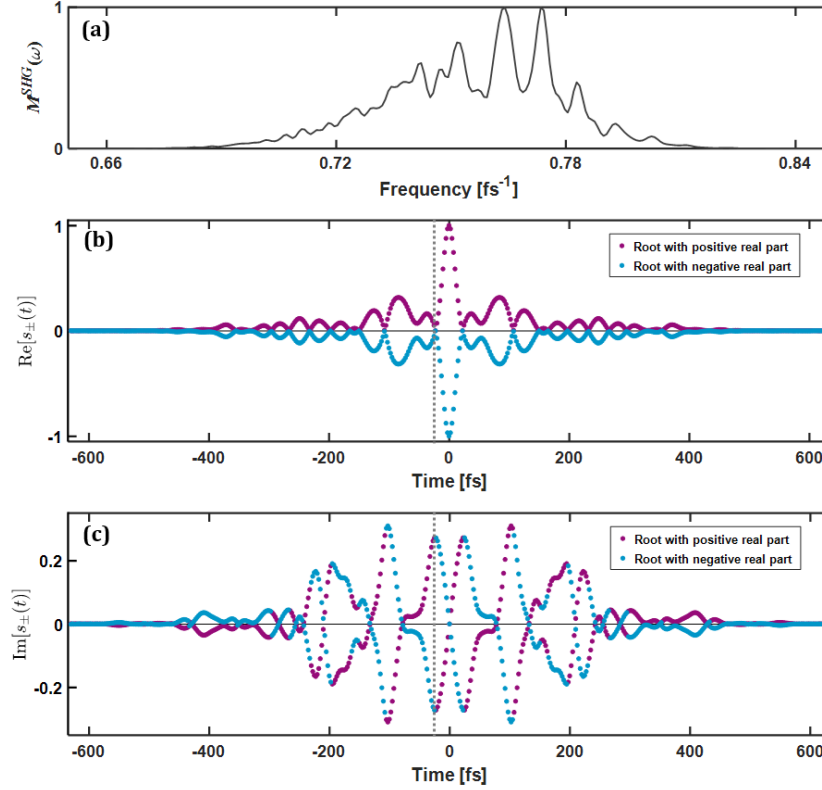 (a)
1
0
M^SHG(ω)
0.66 0.72 0.78 0.84
Frequency [fs⁻¹]
(b)
Root with positive real part
Root with negative real part
1
0
-1
Re[s±(t)]
-600 -400 -200 0 200 400 600
Time [fs]
(c)
Root with positive real part
Root with negative real part
0.2
0
-0.2
Im[s±(t)]
-600 -400 -200 0 200 400 600
Time [fs]